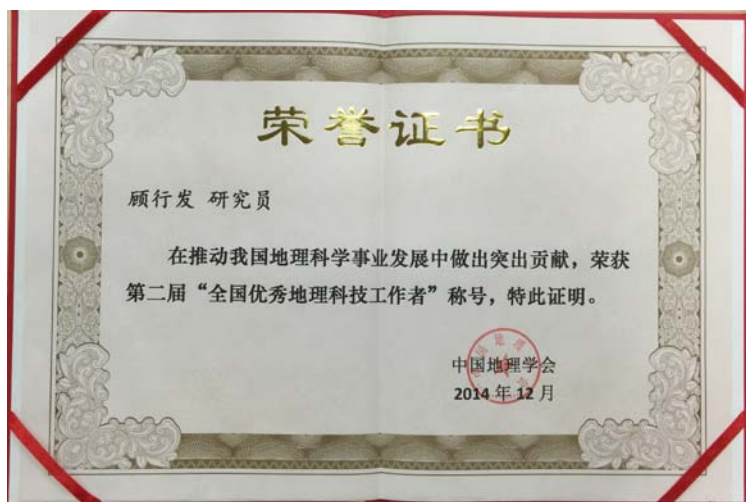 荣誉证书
顾行发 研究员
在推动我国地理科学事业发展中做出突出贡献，荣获
第二届“全国优秀地理科技工作者”称号，特此证明。
中国地理学会
2014 年 12 月